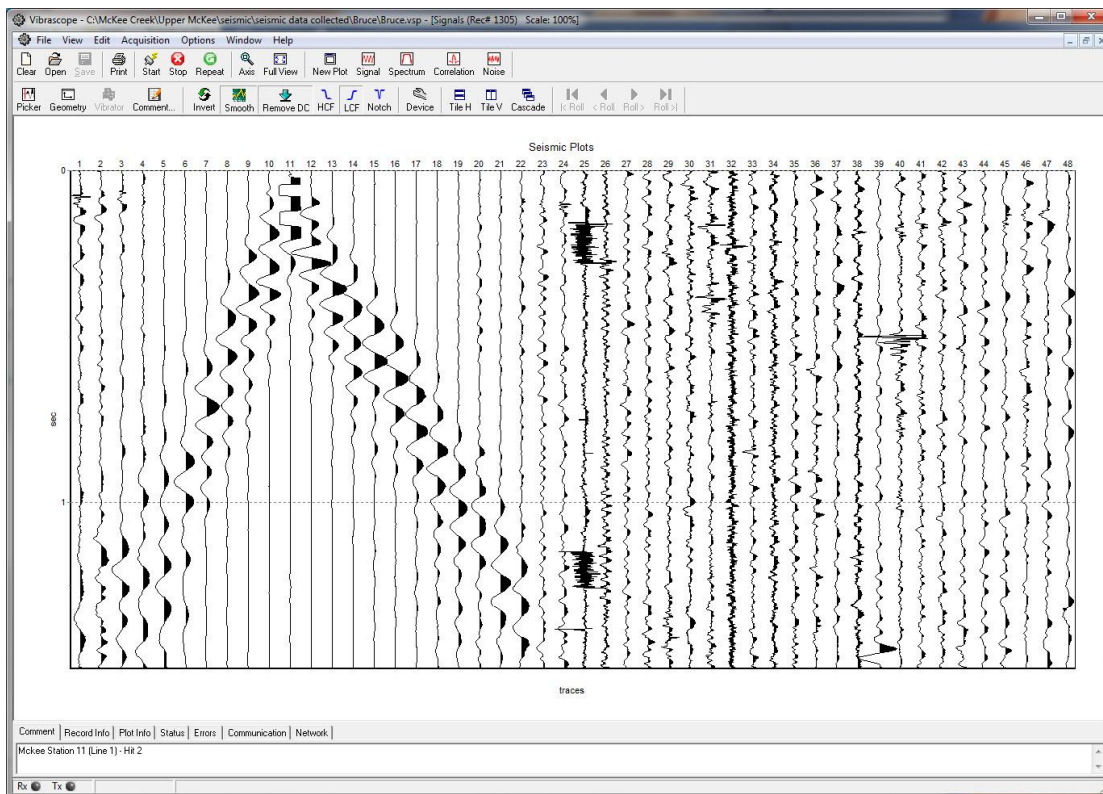 Vibrascope - C:\McKee Creek\Upper McKee\seismic\seismic data collected\Bruce\Bruce.vsp - [Signals (Rec# 1305) Scale: 100%]
File View Edit Acquisition Options Window Help
Clear Open Save Print Start Stop Repeat Axis Full View New Plot Signal Spectrum Correlation Noise
Picker Geometry Vibrator Comment... Invert Smooth Remove DC HCF LCF Notch Device Tile H Tile V Cascade |< Roll < Roll Roll > Roll >|
Seismic Plots
1 2 3 4 5 6 7 8 9 10 11 12 13 14 15 16 17 18 19 20 21 22 23 24 25 26 27 28 29 30 31 32 33 34 35 36 37 38 39 40 41 42 43 44 45 46 47 48
0
sec
1
traces
Comment Record Info Plot Info Status Errors Communication Network
Mckee Station 11 (Line 1) - Hit 2
Rx Tx